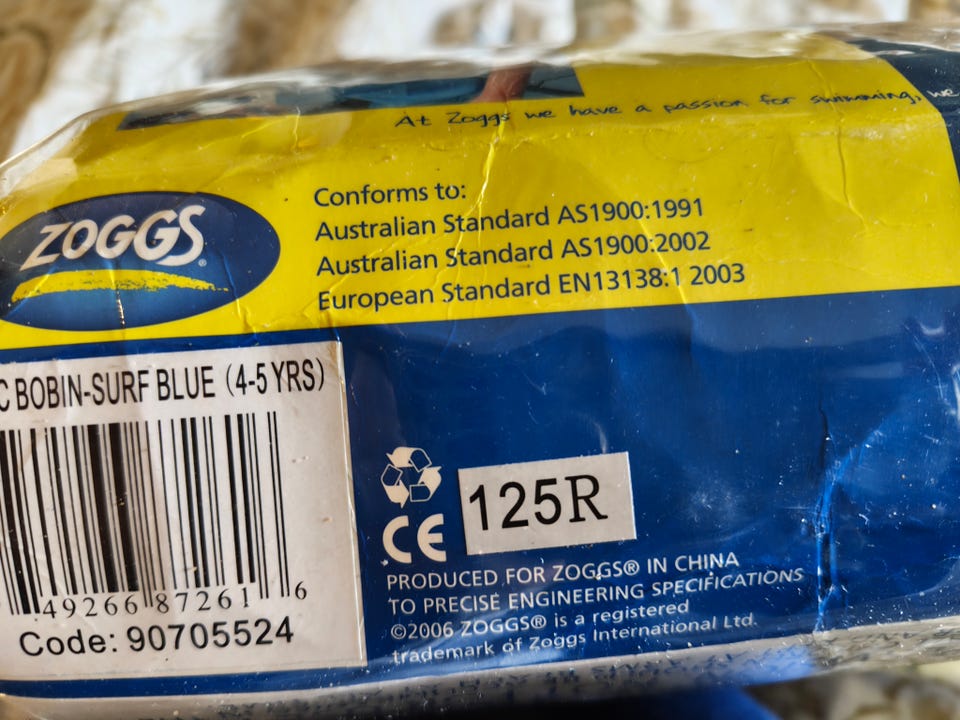 At Zoggs we have a passion for swimming, we
ZOGGS®
Conforms to:
Australian Standard AS1900:1991
Australian Standard AS1900:2002
European Standard EN13138:1 2003
C BOBIN-SURF BLUE (4-5 YRS)
49266 87261 6
Code: 90705524
CE
125R
PRODUCED FOR ZOGGS® IN CHINA
TO PRECISE ENGINEERING SPECIFICATIONS
©2006 ZOGGS® is a registered
trademark of Zoggs International Ltd.